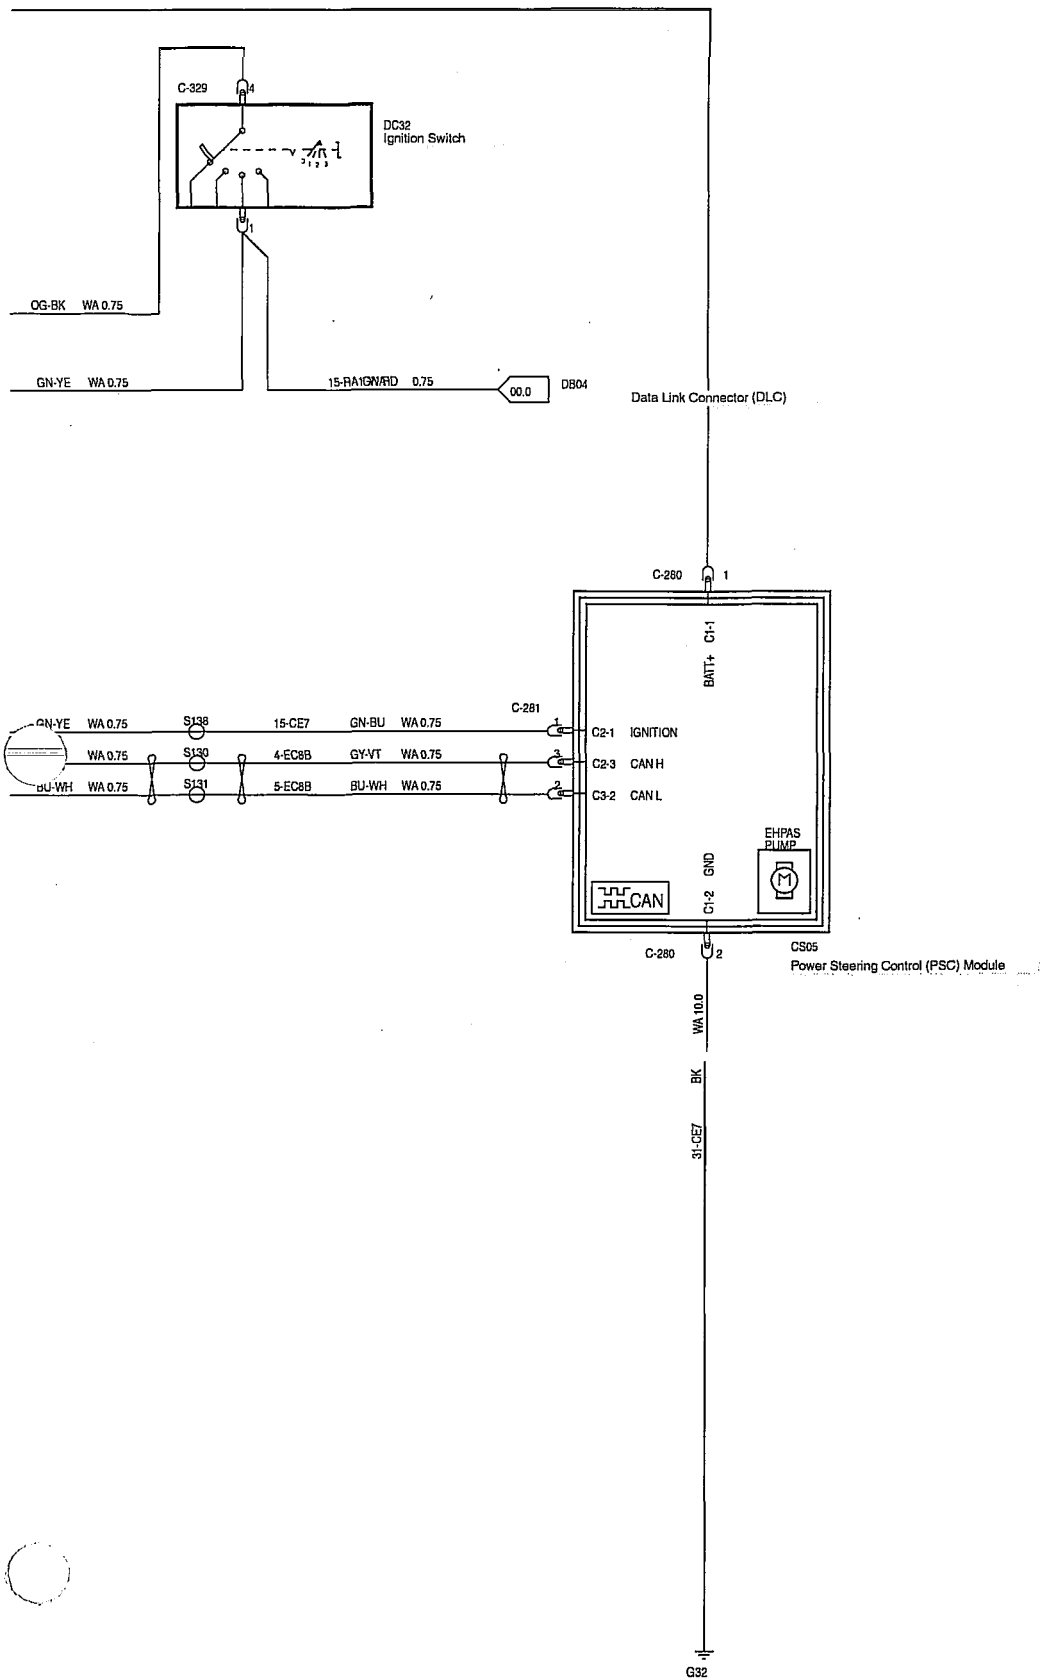 C-329
4
DC32
Ignition Switch
3 1 2 3
1
OG-BK WA 0.75
GN-YE WA 0.75
15-RA1GN/RD 0.75
00.0
DB04
Data Link Connector (DLC)
C-280
1
C1-1
BATT+
C-281
GN-YE WA 0.75 S138 15-CE7 GN-BU WA 0.75 1 C2-1 IGNITION
WA 0.75 S130 4-EC8B GY-VT WA 0.75 3 C2-3 CAN H
BU-WH WA 0.75 S131 5-EC8B BU-WH WA 0.75 2 C3-2 CAN L
EHPAS
PUMP
M
GND
C1-2
CAN
C-280
2
CS05
Power Steering Control (PSC) Module
WA 10.0
BK
31-CE7
G32